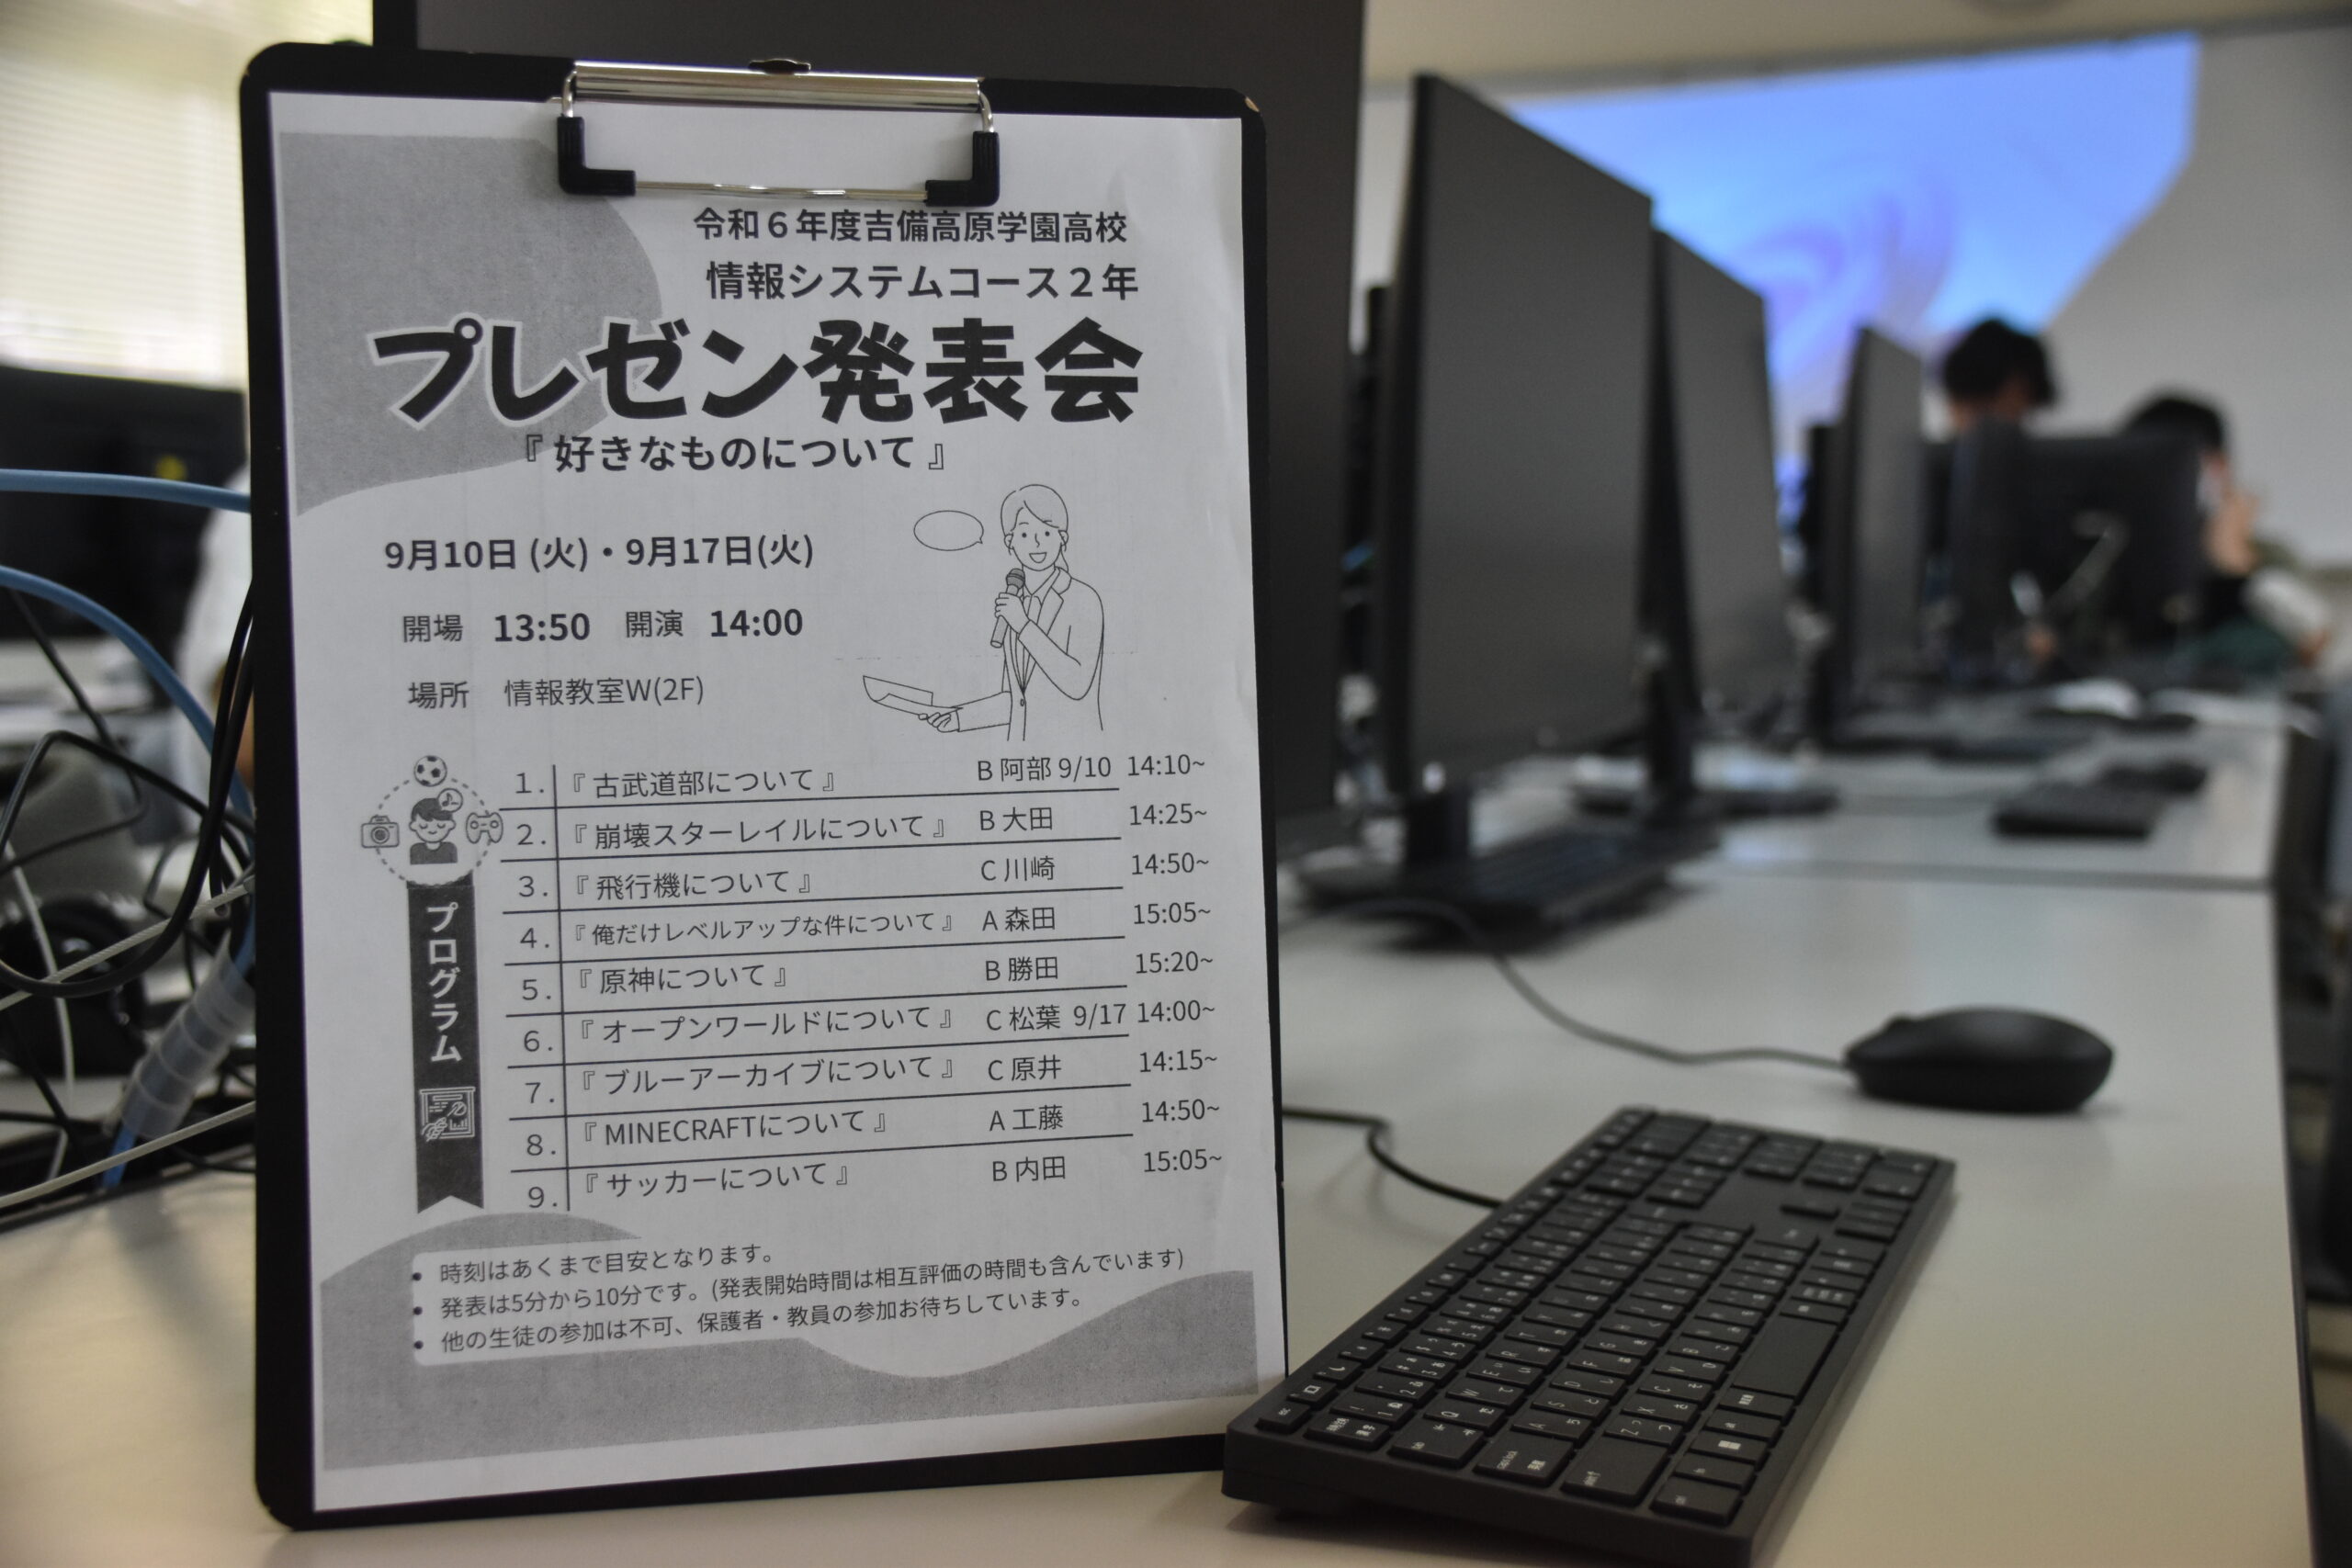 令和６年度吉備高原学園高校
情報システムコース２年
プレゼン発表会
『 好きなものについて 』
9月10日 (火)・9月17日(火)
開場 13:50 開演 14:00
場所 情報教室W(2F)
プログラム
1. 『 古武道部について 』 B 阿部 9/10 14:10~
2. 『 崩壊スターレイルについて 』 B 大田 14:25~
3. 『 飛行機について 』 C 川崎 14:50~
4. 『 俺だけレベルアップな件について 』 A 森田 15:05~
5. 『 原神について 』 B 勝田 15:20~
6. 『 オープンワールドについて 』 C 松葉 9/17 14:00~
7. 『 ブルーアーカイブについて 』 C 原井 14:15~
8. 『 MINECRAFTについて 』 A 工藤 14:50~
9. 『 サッカーについて 』 B 内田 15:05~
• 時刻はあくまで目安となります。
• 発表は5分から10分です。(発表開始時間は相互評価の時間も含んでいます)
• 他の生徒の参加は不可、保護者・教員の参加お待ちしています。